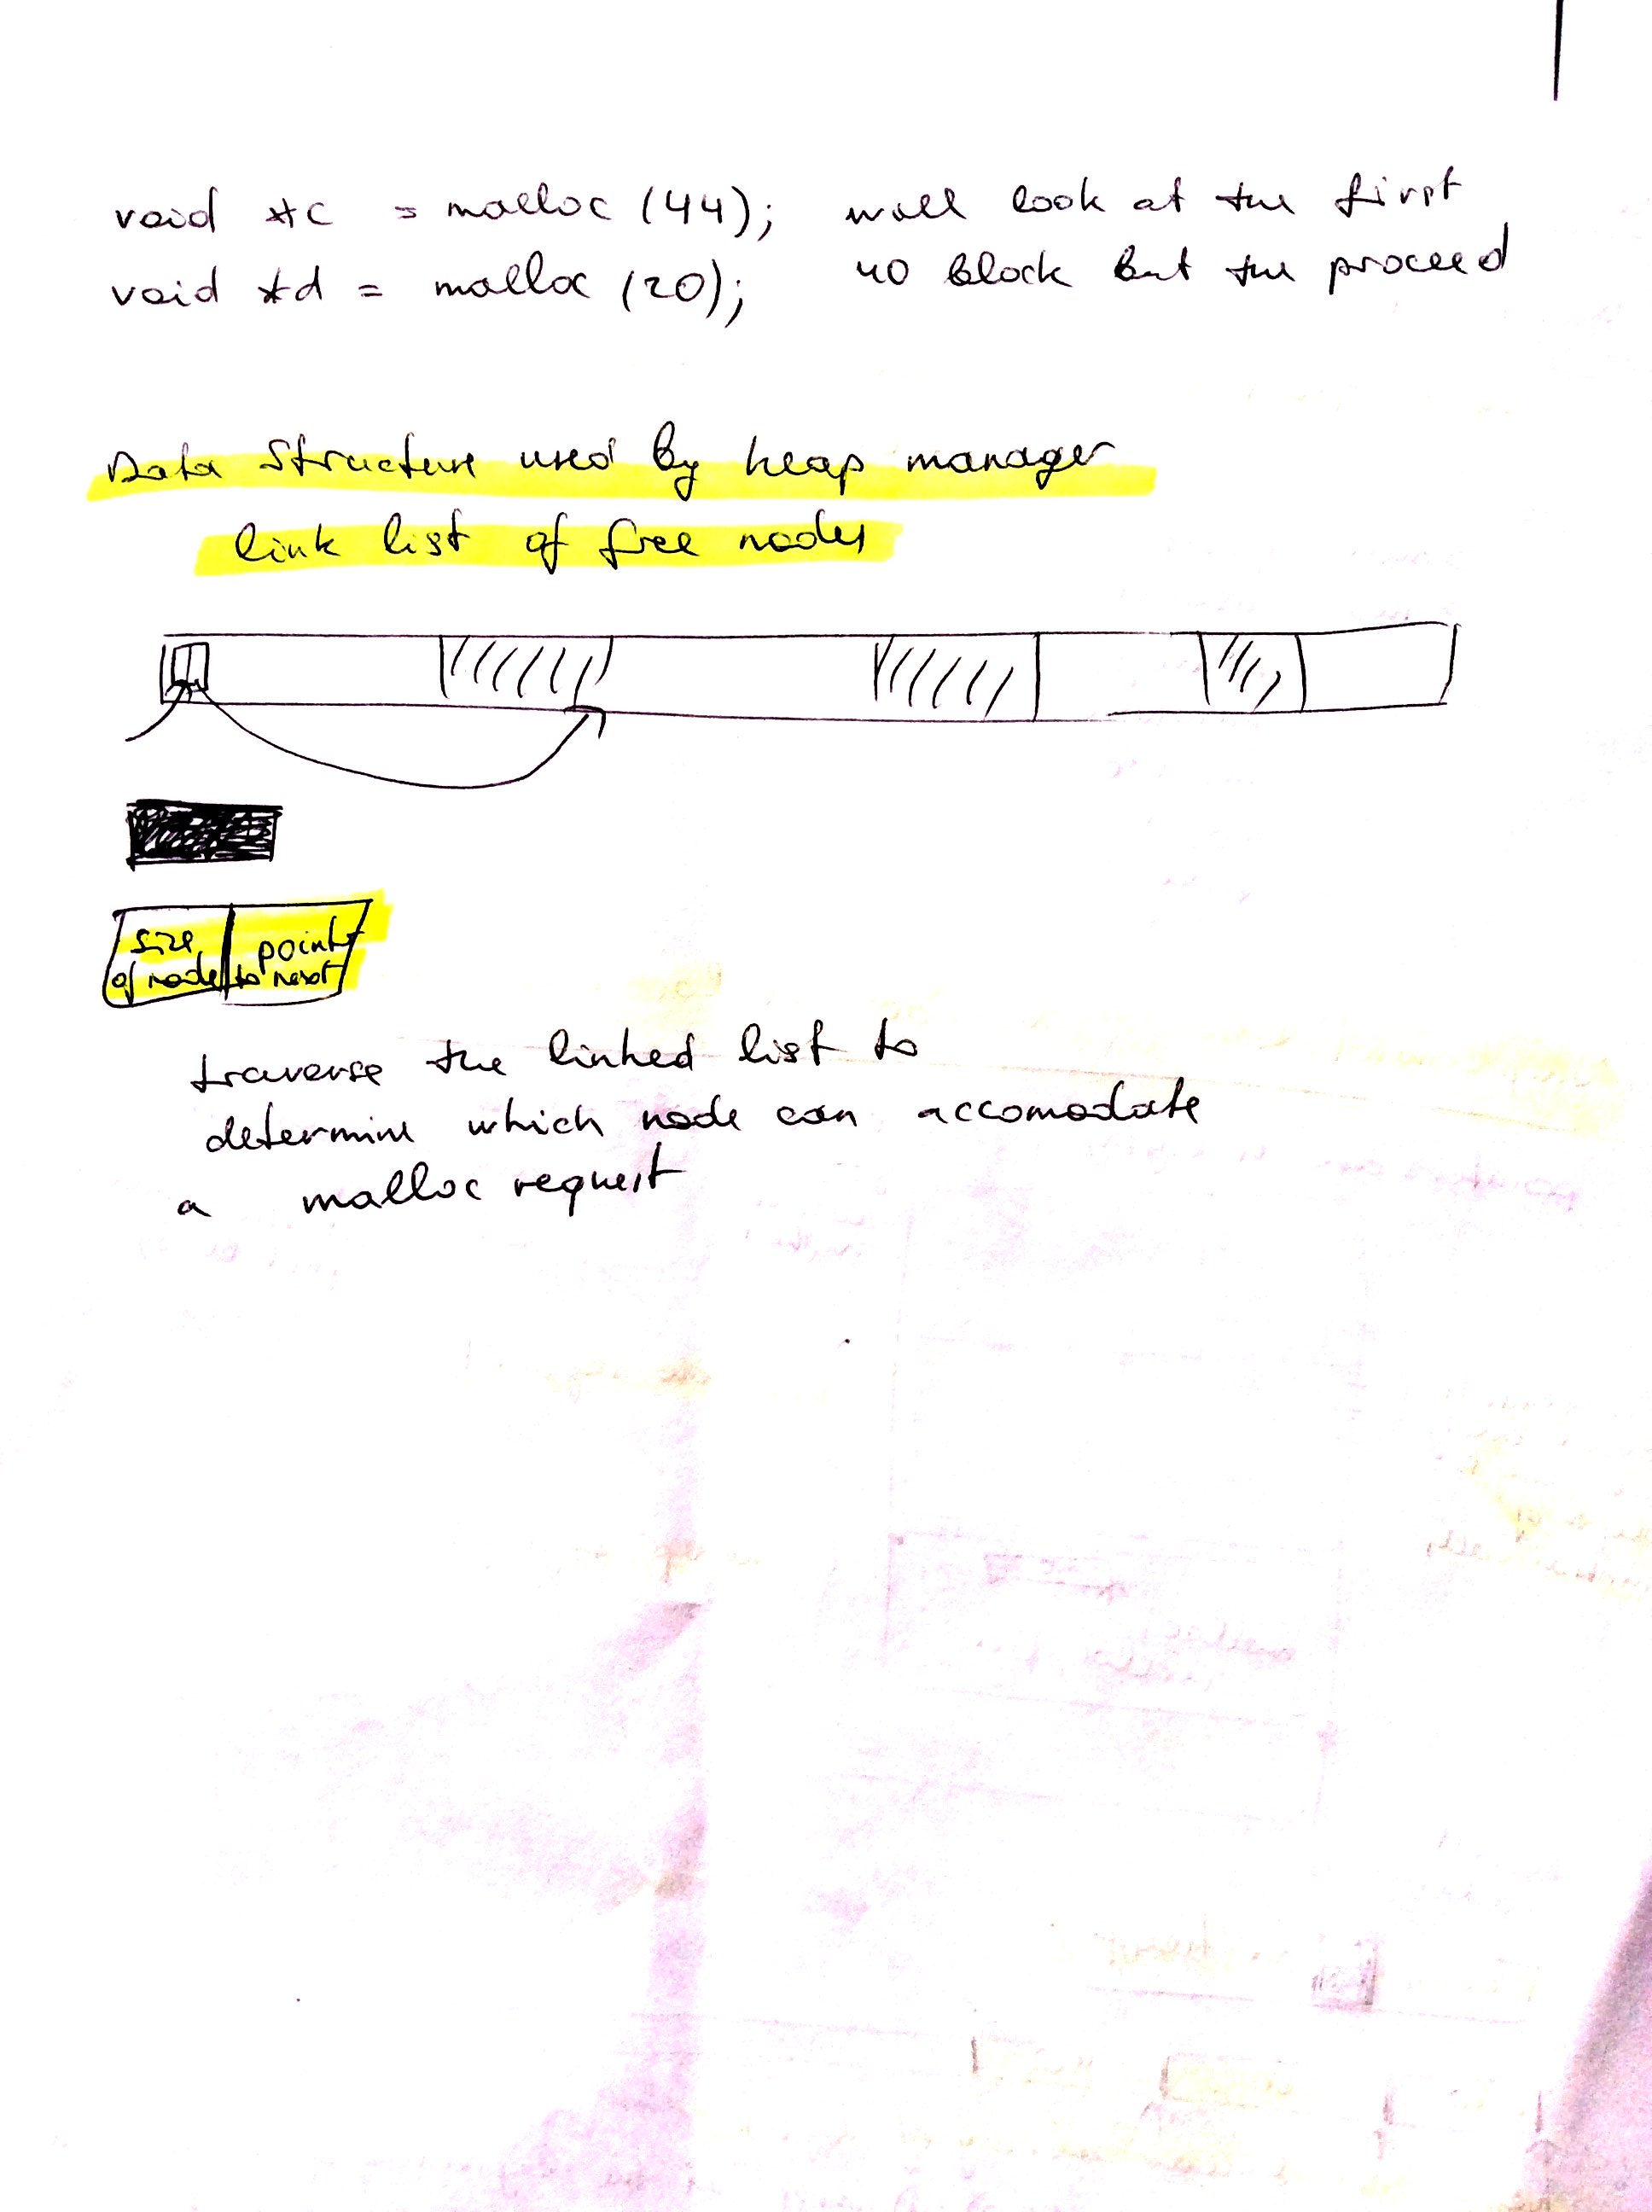 void *c = malloc (44); will look at the first
void *d = malloc (20); 40 block but the proceed
Data Structure used by heap manager
link list of free nodes
size point
of node to next
traverse the linked list to
determine which node can accomodate
a malloc request